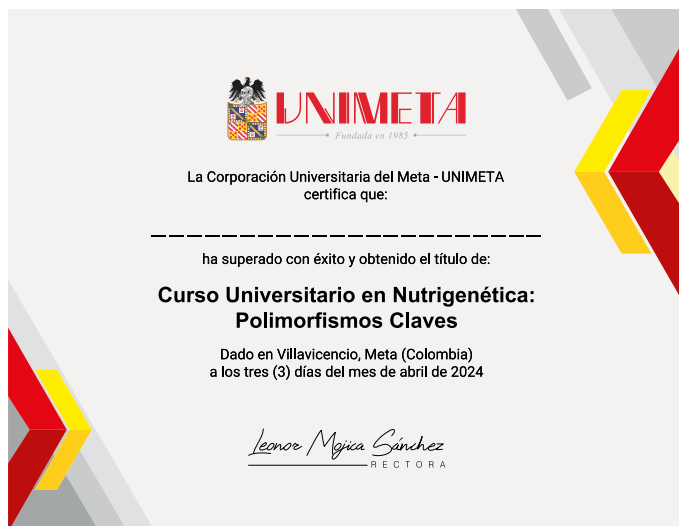 UNIMETA
Fundada en 1985
La Corporación Universitaria del Meta - UNIMETA
certifica que:
ha superado con éxito y obtenido el título de:
Curso Universitario en Nutrigenética:
Polimorfismos Claves
Dado en Villavicencio, Meta (Colombia)
a los tres (3) días del mes de abril de 2024
Leonor Mojica Sánchez
RECTORA